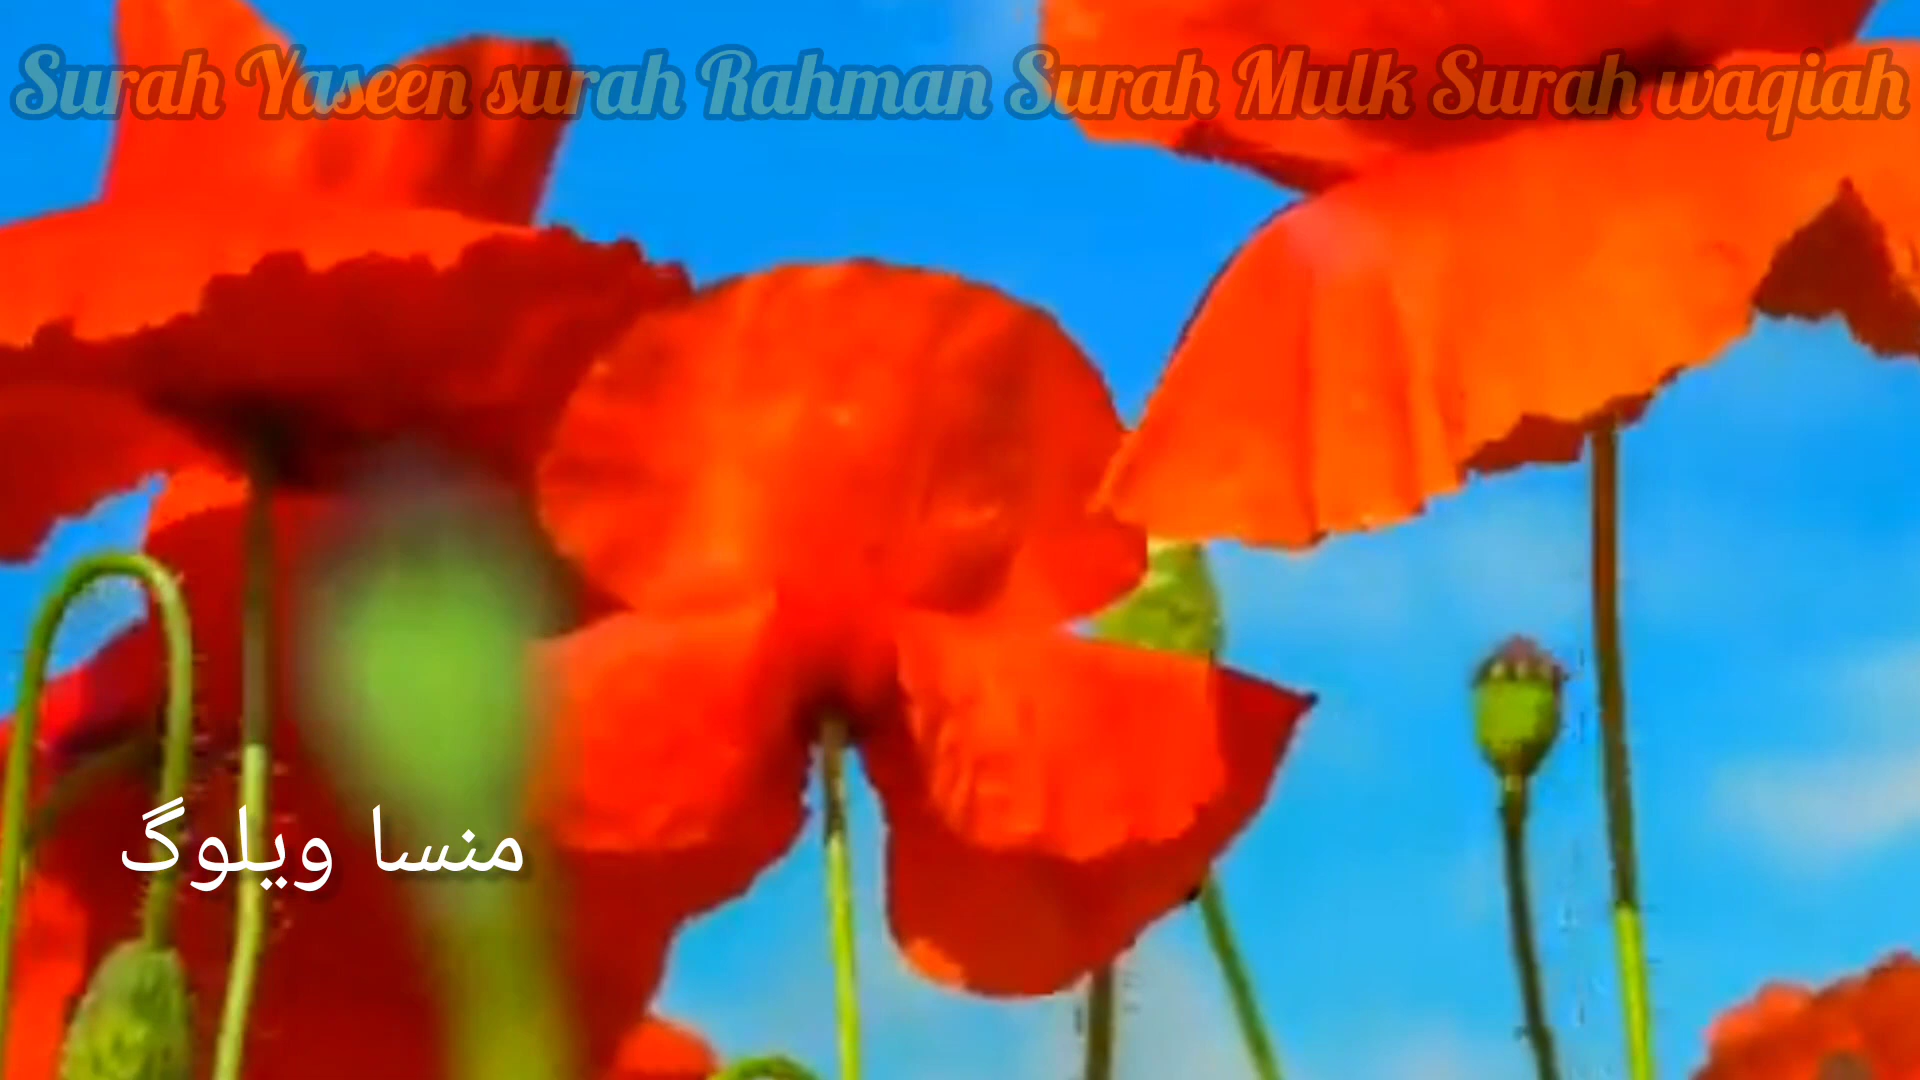 Surah Yaseen surah Rahman Surah Mulk Surah waqiah
منسا ویلوگ